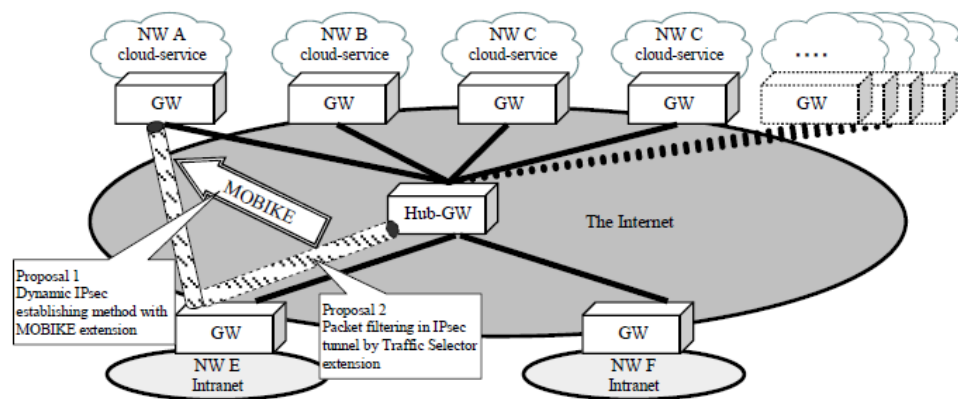 NW A
cloud-service
NW B
cloud-service
NW C
cloud-service
NW C
cloud-service
....
GW
GW
GW
GW
GW
MOBIKE
Hub-GW
The Internet
Proposal 1
Dynamic IPsec
establishing method with
MOBIKE extension
Proposal 2
Packet filtering in IPsec
tunnel by Traffic Selector
extension
GW
GW
NW E
Intranet
NW F
Intranet